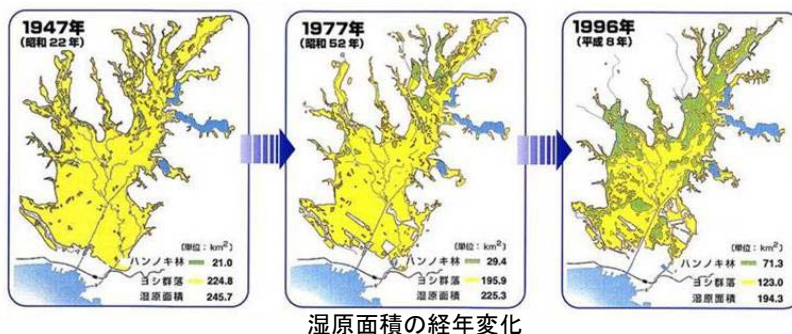 1947年
(昭和22年)
(単位:km²)
ハンノキ林 21.0
ヨシ群落 224.8
湿原面積 245.7
1977年
(昭和52年)
(単位:km²)
ハンノキ林 29.4
ヨシ群落 195.9
湿原面積 225.3
1996年
(平成8年)
(単位:km²)
ハンノキ林 71.3
ヨシ群落 123.0
湿原面積 194.3
湿原面積の経年変化